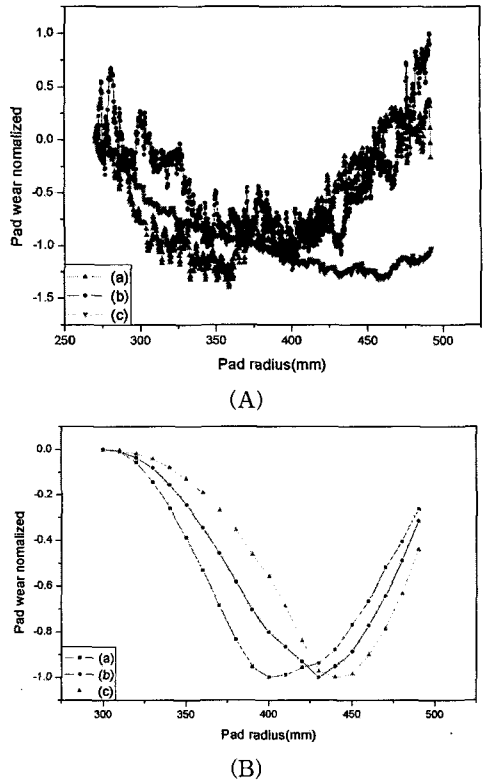 1.0
0.5
0.0
-0.5
-1.0
-1.5
Pad wear nomalized
(a)
(b)
(c)
250 300 350 400 450 500
Pad radius(mm)
(A)
0.0
-0.2
-0.4
-0.6
-0.8
-1.0
Pad wear normalized
(a)
(b)
(c)
300 350 400 450 500
Pad radius(mm)
(B)